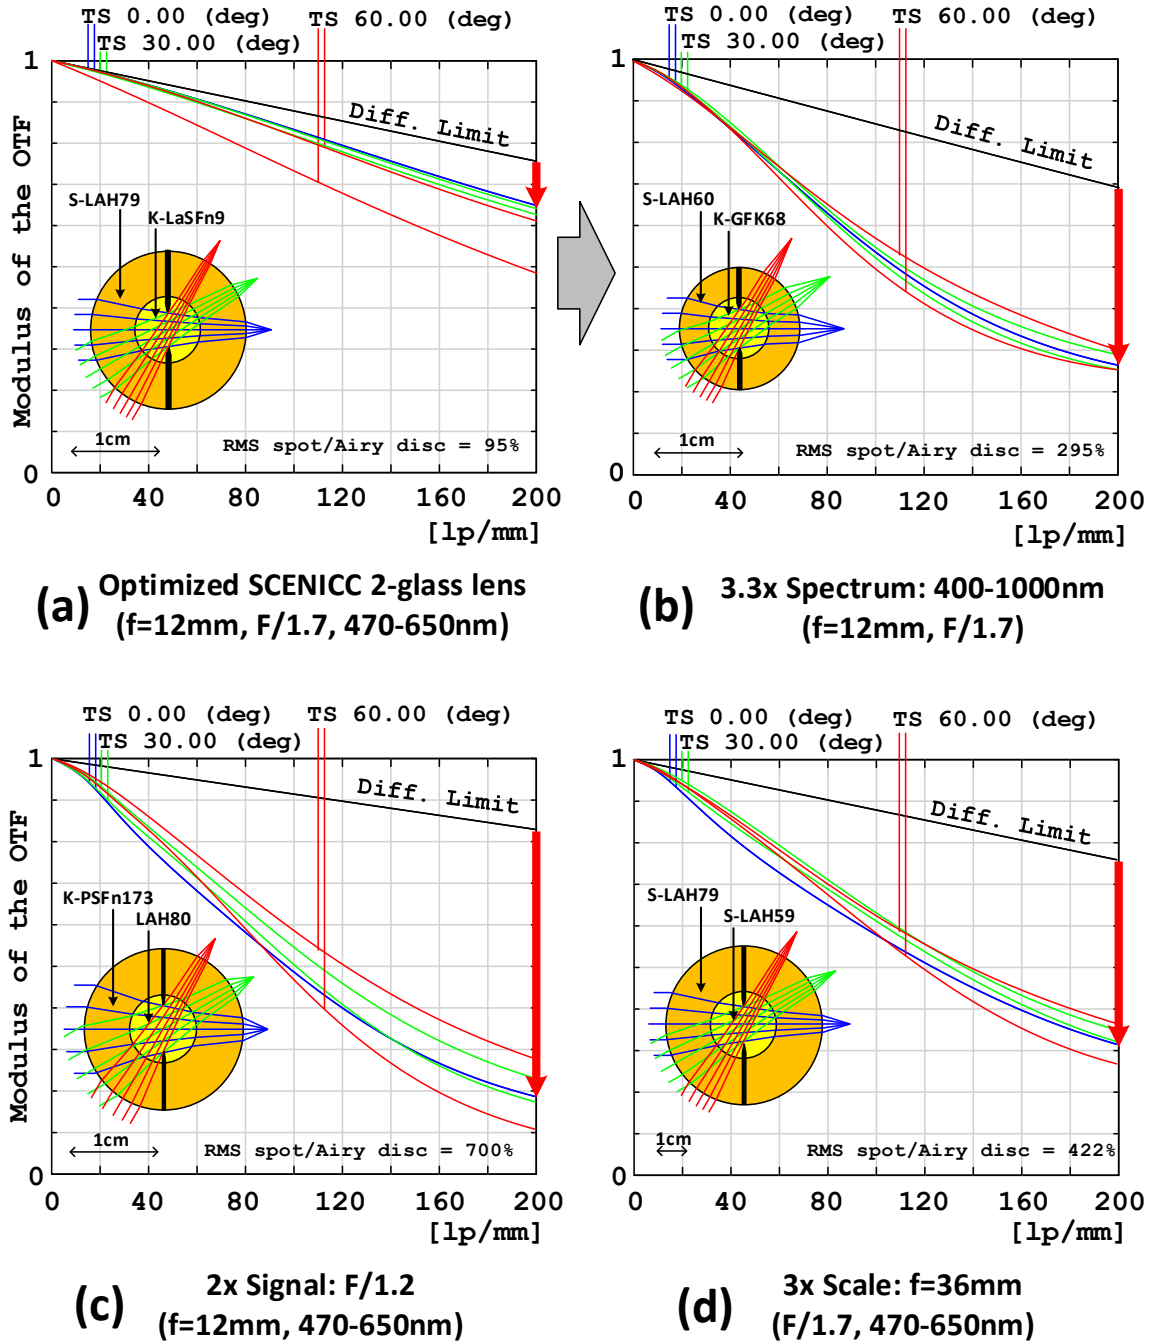 TS 0.00 (deg)
TS 60.00 (deg)
TS 30.00 (deg)
1
Diff. Limit
Modulus of the OTF
S-LAH79
K-LaSFn9
1cm
RMS spot/Airy disc = 95%
0
0 40 80 120 160 200
[lp/mm]
(a) Optimized SCENICC 2-glass lens
(f=12mm, F/1.7, 470-650nm)
TS 0.00 (deg)
TS 60.00 (deg)
TS 30.00 (deg)
1
Diff. Limit
S-LAH60
K-GFK68
1cm
RMS spot/Airy disc = 295%
0
0 40 80 120 160 200
[lp/mm]
(b) 3.3x Spectrum: 400-1000nm
(f=12mm, F/1.7)
TS 0.00 (deg)
TS 60.00 (deg)
TS 30.00 (deg)
1
Diff. Limit
Modulus of the OTF
K-PSFn173
LAH80
1cm
RMS spot/Airy disc = 700%
0
0 40 80 120 160 200
[lp/mm]
(c) 2x Signal: F/1.2
(f=12mm, 470-650nm)
TS 0.00 (deg)
TS 60.00 (deg)
TS 30.00 (deg)
1
Diff. Limit
S-LAH79
S-LAH59
1cm
RMS spot/Airy disc = 422%
0
0 40 80 120 160 200
[lp/mm]
(d) 3x Scale: f=36mm
(F/1.7, 470-650nm)